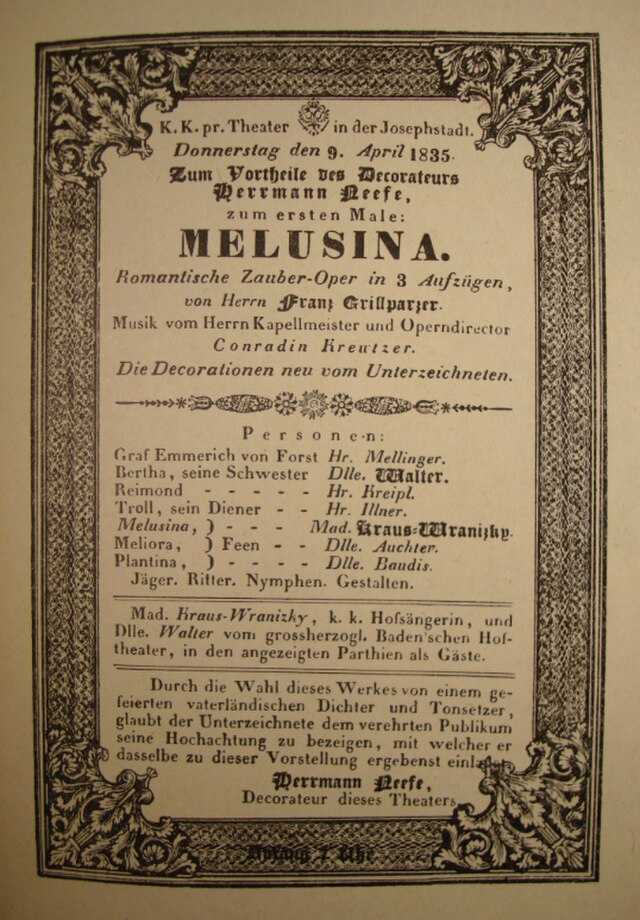 K. K. pr. Theater in der Josephstadt.
Donnerstag den 9. April 1835.
Zum Vortheile des Decorateurs
Herrmann Neefe,
zum ersten Male:
MELUSINA.
Romantische Zauber-Oper in 3 Aufzügen,
von Herrn Franz Grillparzer.
Musik vom Herrn Kapellmeister und Operndirector
Conradin Kreutzer.
Die Decorationen neu vom Unterzeichneten.
Personen:
Graf Emmerich von Forst Hr. Mellinger.
Bertha, seine Schwester Dlle. Walter.
Reimond - - - - - Hr. Kreipl.
Troll, sein Diener - - Hr. Illner.
Melusina, ) - - - Mad. Kraus-Wranizky.
Meliora, ) Feen - - Dlle. Auchter.
Plantina, ) - - - - Dlle. Baudis.
Jäger. Ritter. Nymphen. Gestalten.
Mad. Kraus-Wranizky, k. k. Hofsängerin, und
Dlle. Walter vom grossherzogl. Baden'schen Hof-
theater, in den angezeigten Parthien als Gäste.
Durch die Wahl dieses Werkes von einem ge-
feierten vaterländischen Dichter und Tonsetzer,
glaubt der Unterzeichnete dem verehrten Publikum
seine Hochachtung zu bezeigen, mit welcher er
dasselbe zu dieser Vorstellung ergebenst einladet
Herrmann Neefe,
Decorateur dieses Theaters.
Anfang 7 Uhr